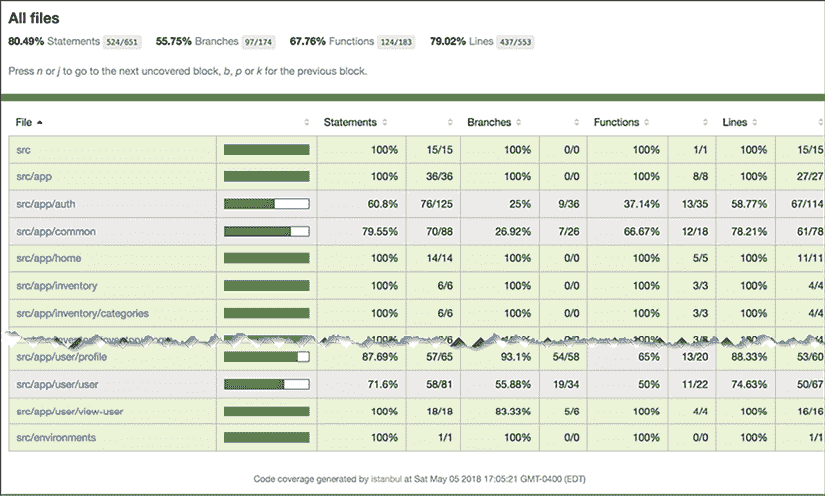 All files
80.49% Statements 524/651 55.75% Branches 97/174 67.76% Functions 124/183 79.02% Lines 437/553
Press n or j to go to the next uncovered block, b, p or k for the previous block.
File Statements Branches Functions Lines
src 100% 15/15 100% 0/0 100% 1/1 100% 15/15
src/app 100% 36/36 100% 0/0 100% 8/8 100% 27/27
src/app/auth 60.8% 76/125 25% 9/36 37.14% 13/35 58.77% 67/114
src/app/common 79.55% 70/88 26.92% 7/26 66.67% 12/18 78.21% 61/78
src/app/home 100% 14/14 100% 0/0 100% 5/5 100% 11/11
src/app/inventory 100% 6/6 100% 0/0 100% 3/3 100% 4/4
src/app/inventory/categories 100% 6/6 100% 0/0 100% 3/3 100% 4/4
src/app/user/profile 87.69% 57/65 93.1% 54/58 65% 13/20 88.33% 53/60
src/app/user/user 71.6% 58/81 55.88% 19/34 50% 11/22 74.63% 50/67
src/app/user/view-user 100% 18/18 83.33% 5/6 100% 4/4 100% 16/16
src/environments 100% 1/1 100% 0/0 100% 0/0 100% 1/1
Code coverage generated by istanbul at Sat May 05 2018 17:05:21 GMT-0400 (EDT)